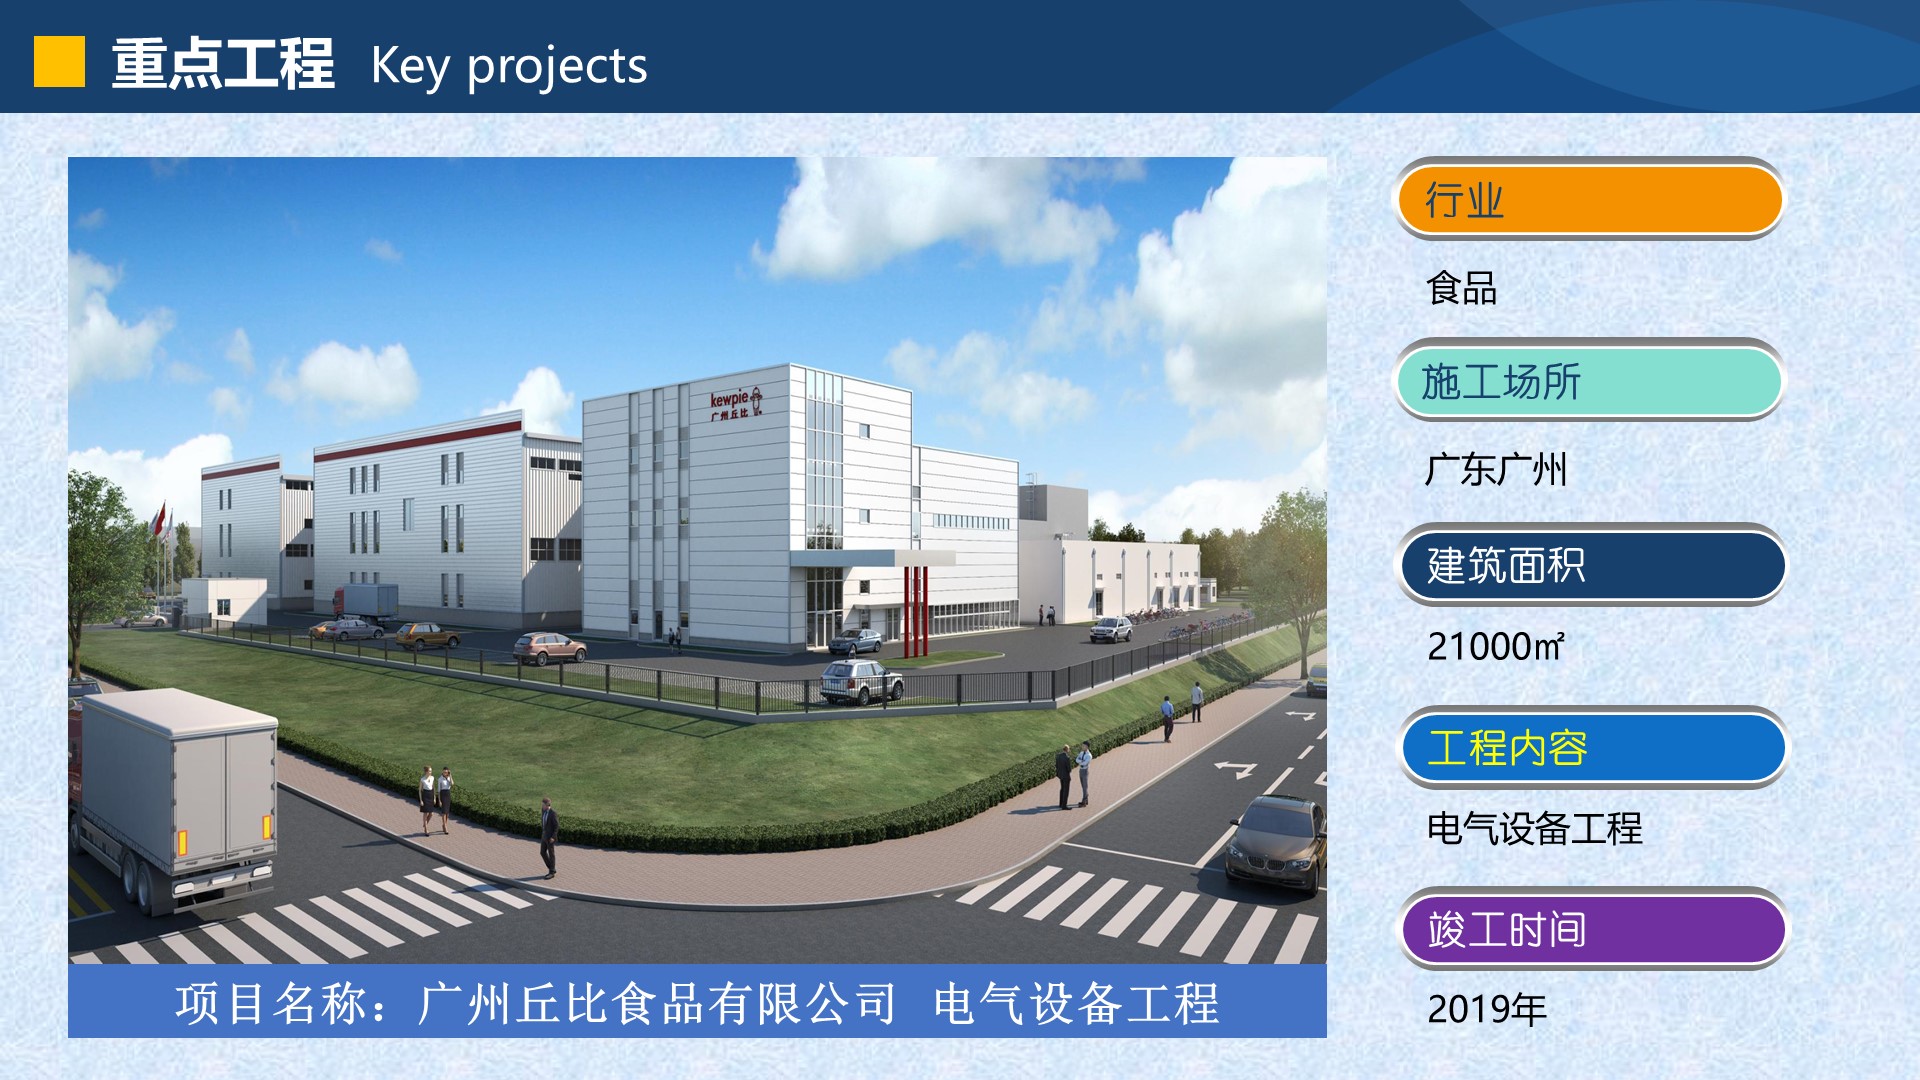 重点工程 Key projects
kewpie
广州丘比
项目名称：广州丘比食品有限公司 电气设备工程
行业
食品
施工场所
广东广州
建筑面积
21000㎡
工程内容
电气设备工程
竣工时间
2019年